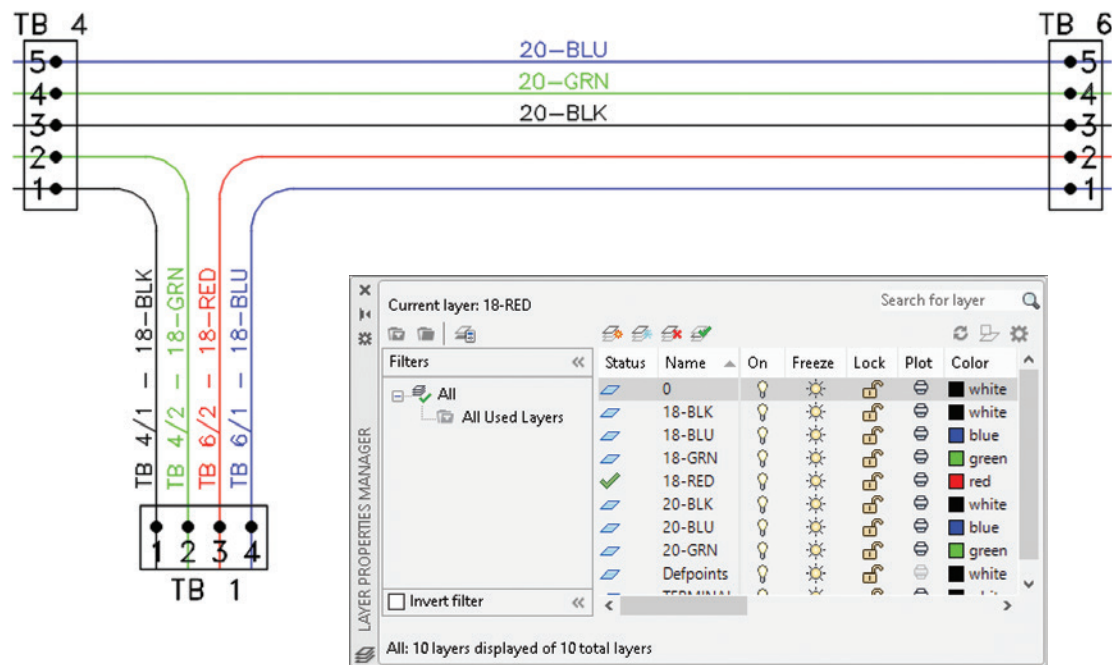 TB 4
TB 6
5
20-BLU
5
4
20-GRN
4
3
20-BLK
3
2
2
1
1
TB 4/1 - 18-BLK
TB 4/2 - 18-GRN
TB 6/2 - 18-RED
TB 6/1 - 18-BLU
1 2 3 4
TB 1
LAYER PROPERTIES MANAGER
Current layer: 18-RED
Search for layer
Filters
All
All Used Layers
Invert filter
Status Name On Freeze Lock Plot Color
0 white
18-BLK white
18-BLU blue
18-GRN green
18-RED red
20-BLK white
20-BLU blue
20-GRN green
Defpoints white
All: 10 layers displayed of 10 total layers